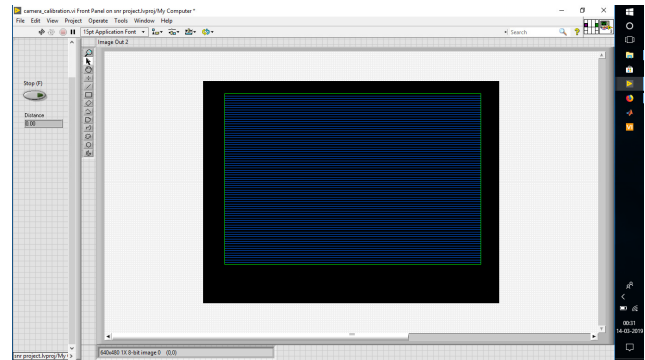 camera_calibration.vi Front Panel on snr project.lvproj/My Computer *
File Edit View Project Operate Tools Window Help
15pt Application Font
Search
Image Out 2
Stop (F)
Distance
0.00
640x480 1X 8-bit image 0 (0,0)
snr project.lvproj/My
00:31
14-03-2019